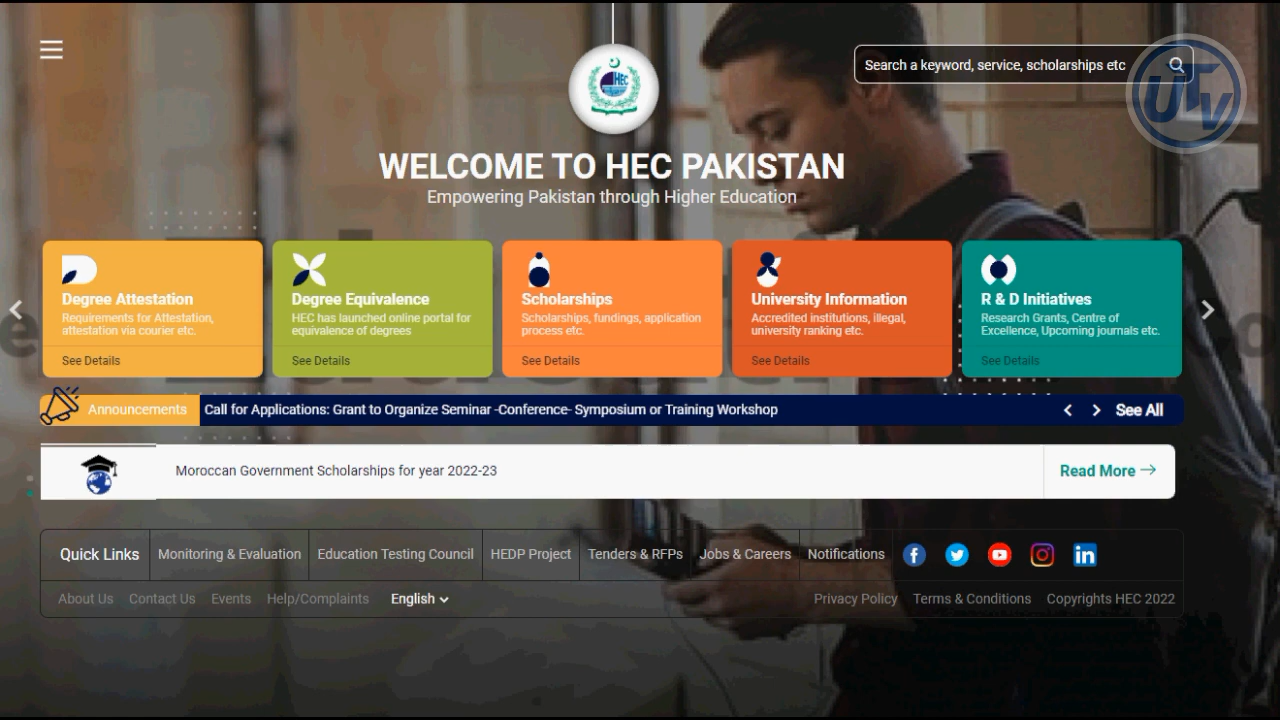 Search a keyword, service, scholarships etc
UTV
HEC
WELCOME TO HEC PAKISTAN
Empowering Pakistan through Higher Education
Degree Attestation
Requirements for Attestation,
attestation via courier etc.
See Details
Degree Equivalence
HEC has launched online portal for
equivalence of degrees
See Details
Scholarships
Scholarships, fundings, application
process etc.
See Details
University Information
Accredited institutions, illegal,
university ranking etc.
See Details
R & D Initiatives
Research Grants, Centre of
Excellence, Upcoming journals etc.
See Details
Announcements Call for Applications: Grant to Organize Seminar -Conference- Symposium or Training Workshop See All
Moroccan Government Scholarships for year 2022-23 Read More
Quick Links Monitoring & Evaluation Education Testing Council HEDP Project Tenders & RFPs Jobs & Careers Notifications
About Us Contact Us Events Help/Complaints English Privacy Policy Terms & Conditions Copyrights HEC 2022